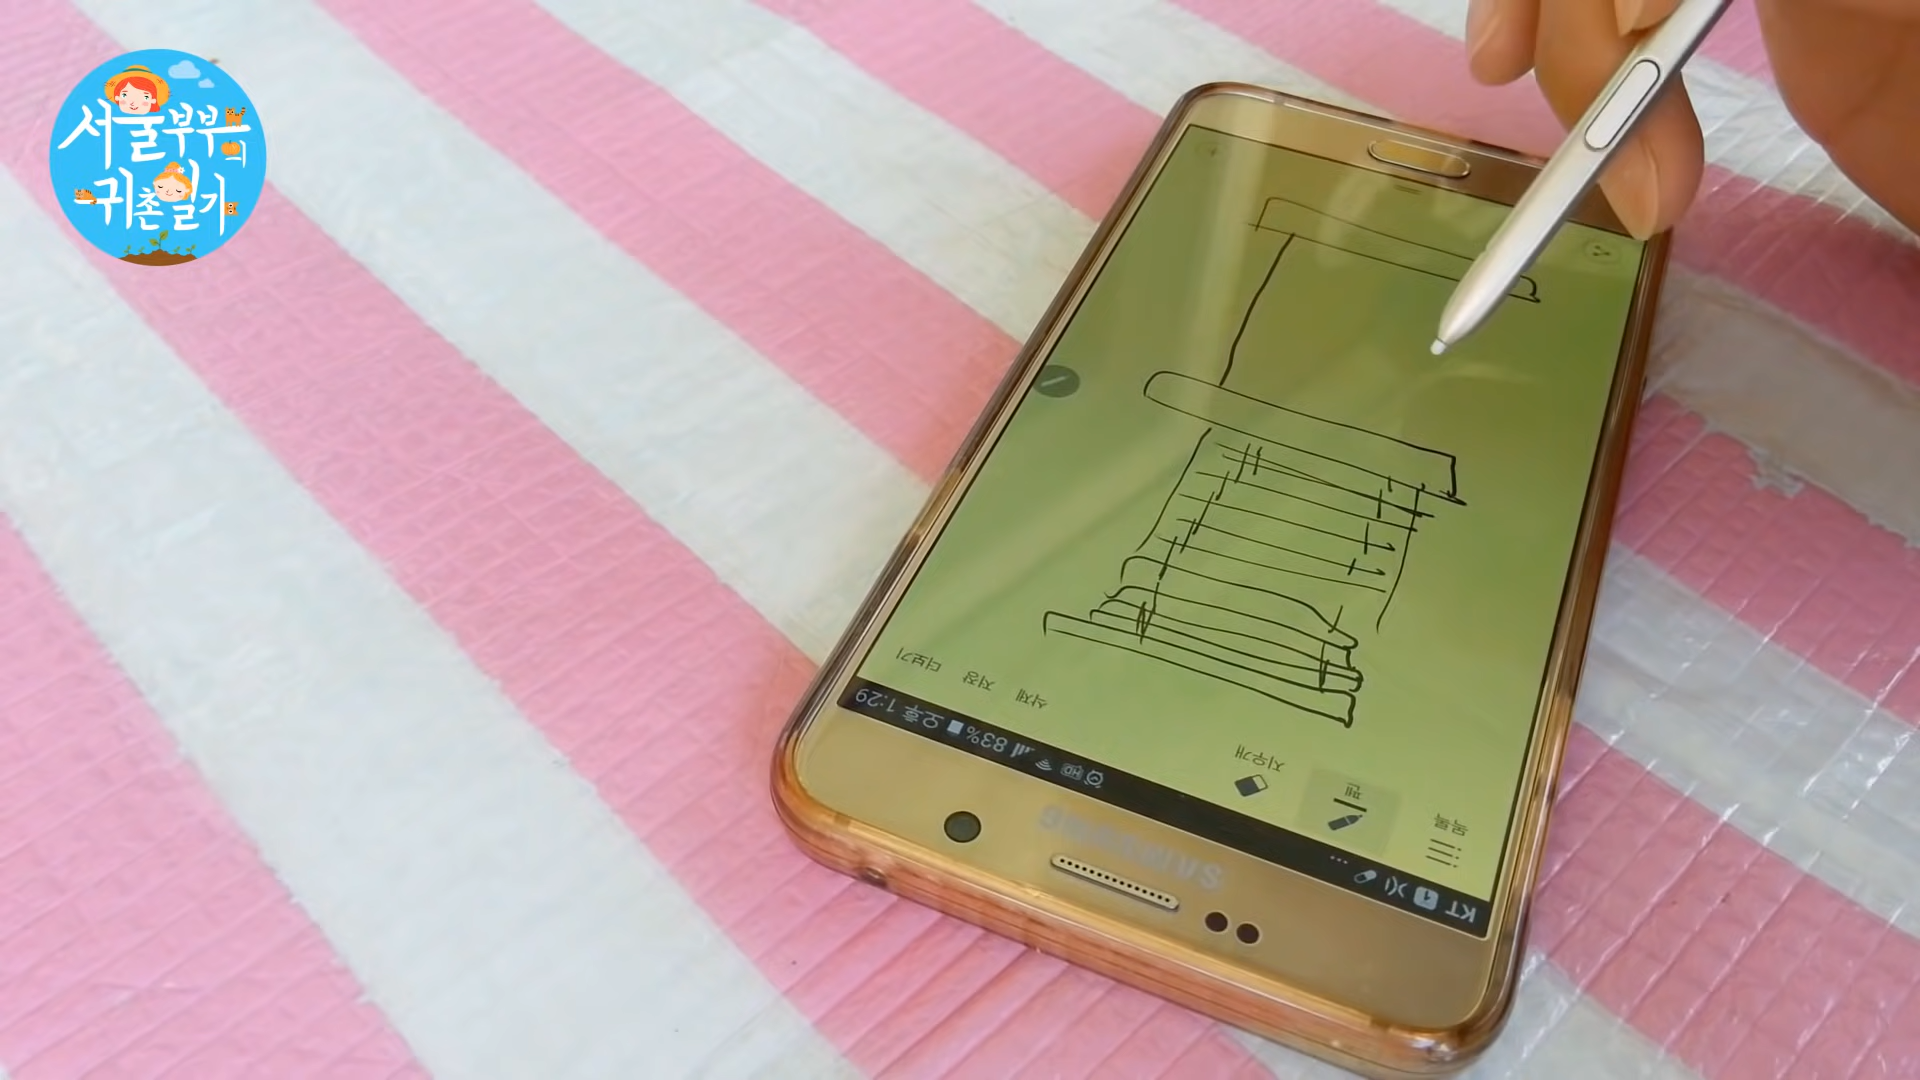 서울부부의
귀촌일기
KT
83% 오후 1:29
목록
펜
지우개
삭제 저장 더보기
SAMSUNG